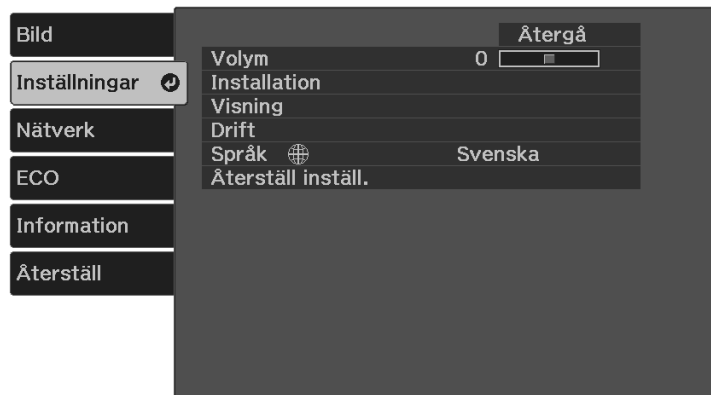 Bild
Inställningar
Nätverk
ECO
Information
Återställ
Återgå
Volym 0
Installation
Visning
Drift
Språk Svenska
Återställ inställ.